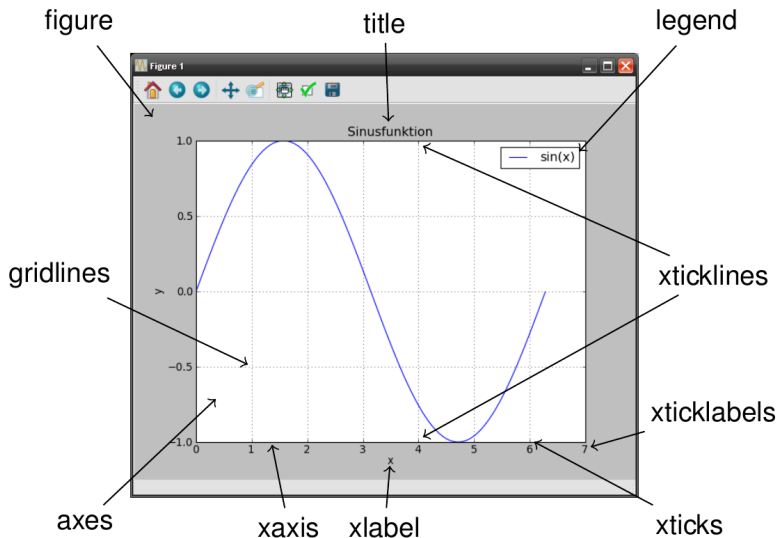 figure
title
legend
Figure 1
Sinusfunktion
1.0
sin(x)
0.5
gridlines
xticklines
y
0.0
−0.5
xticklabels
−1.0
0 1 2 3 4 5 6 7
x
axes
xaxis
xlabel
xticks